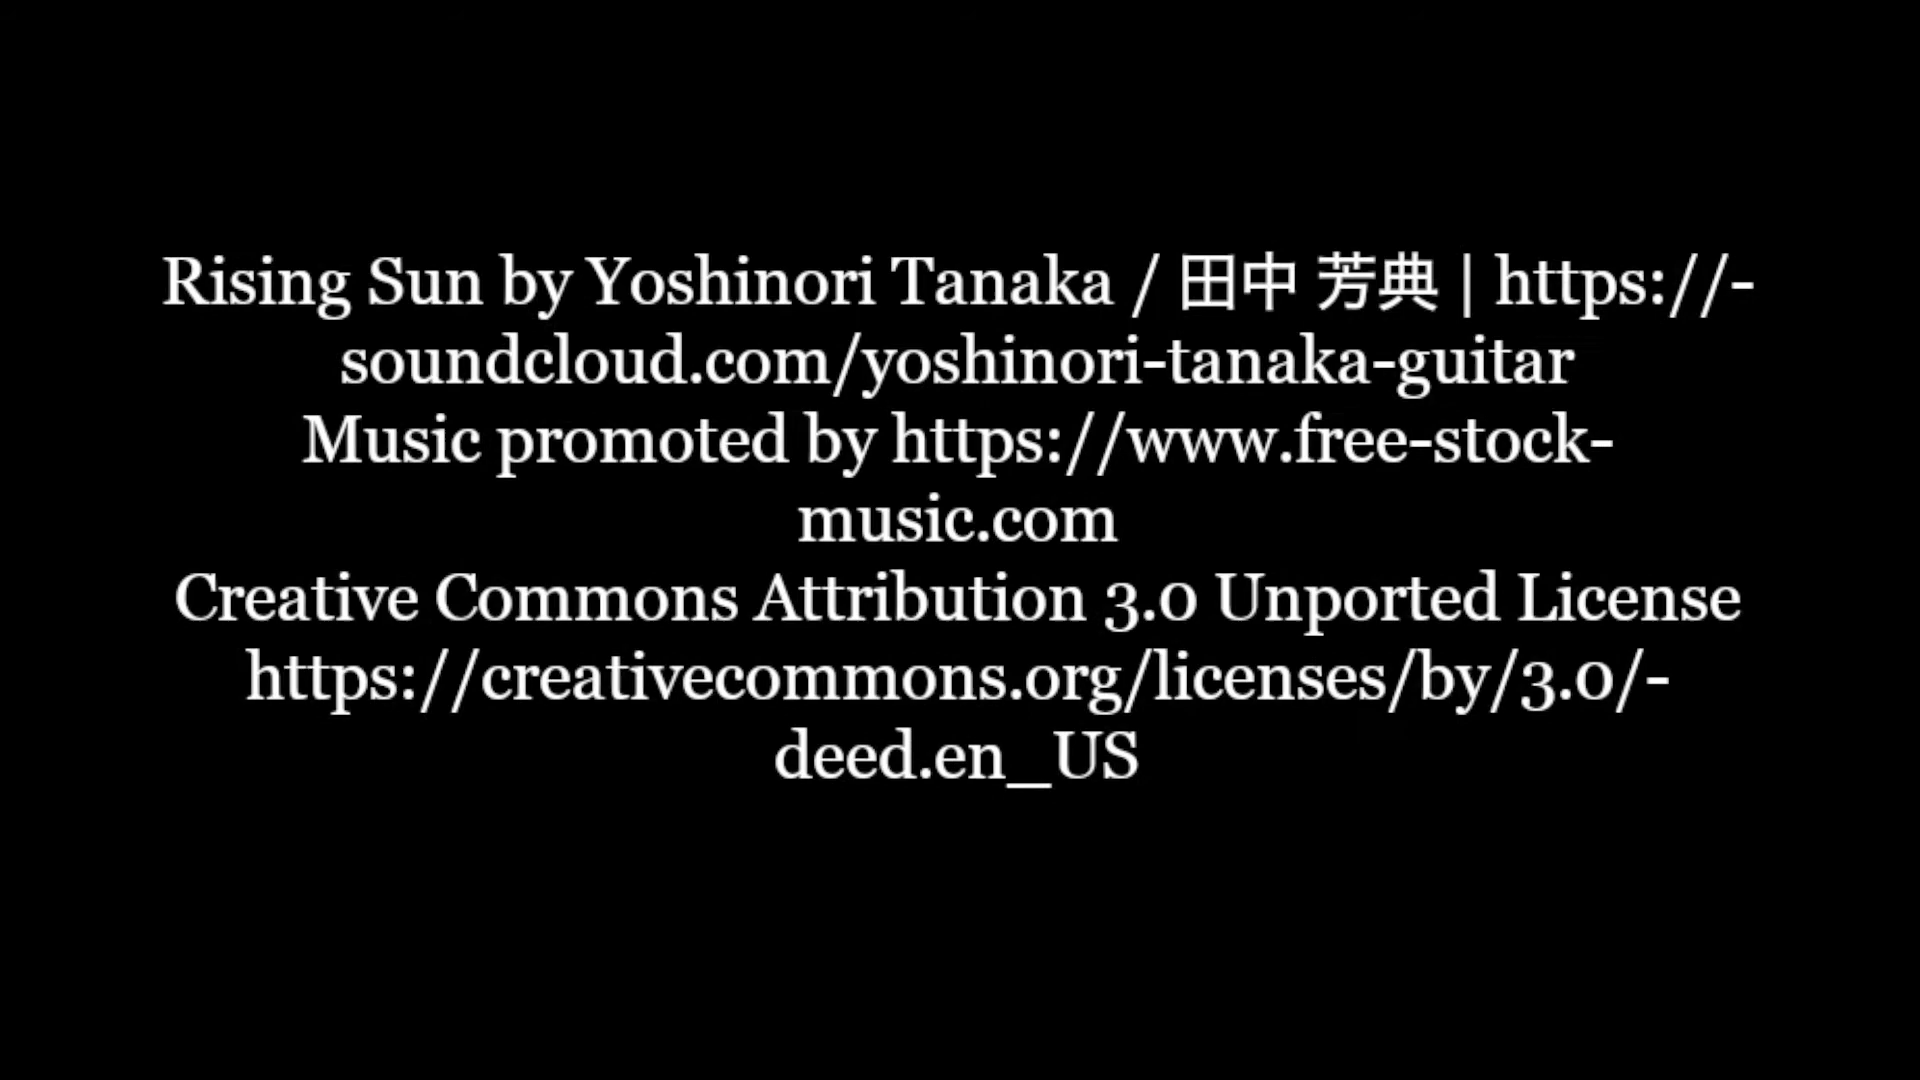 Rising Sun by Yoshinori Tanaka / 田中 芳典 | https://-
soundcloud.com/yoshinori-tanaka-guitar
Music promoted by https://www.free-stock-
music.com
Creative Commons Attribution 3.0 Unported License
https://creativecommons.org/licenses/by/3.0/-
deed.en_US